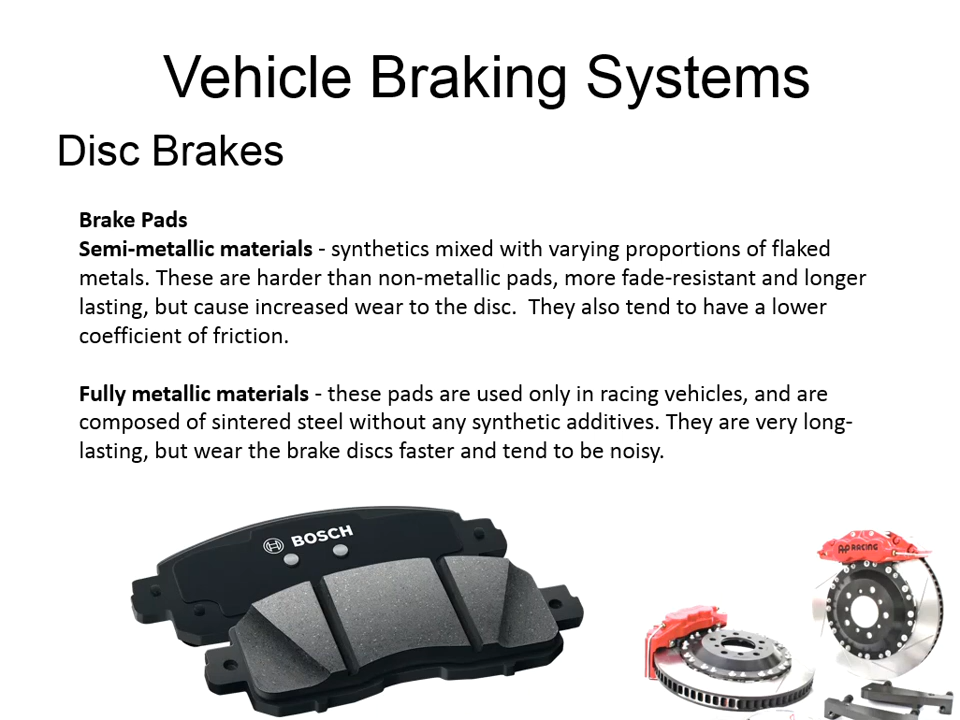 Vehicle Braking Systems
Disc Brakes
Brake Pads
Semi-metallic materials - synthetics mixed with varying proportions of flaked
metals. These are harder than non-metallic pads, more fade-resistant and longer
lasting, but cause increased wear to the disc.  They also tend to have a lower
coefficient of friction.
Fully metallic materials - these pads are used only in racing vehicles, and are
composed of sintered steel without any synthetic additives. They are very long-
lasting, but wear the brake discs faster and tend to be noisy.
BOSCH
AP RACING